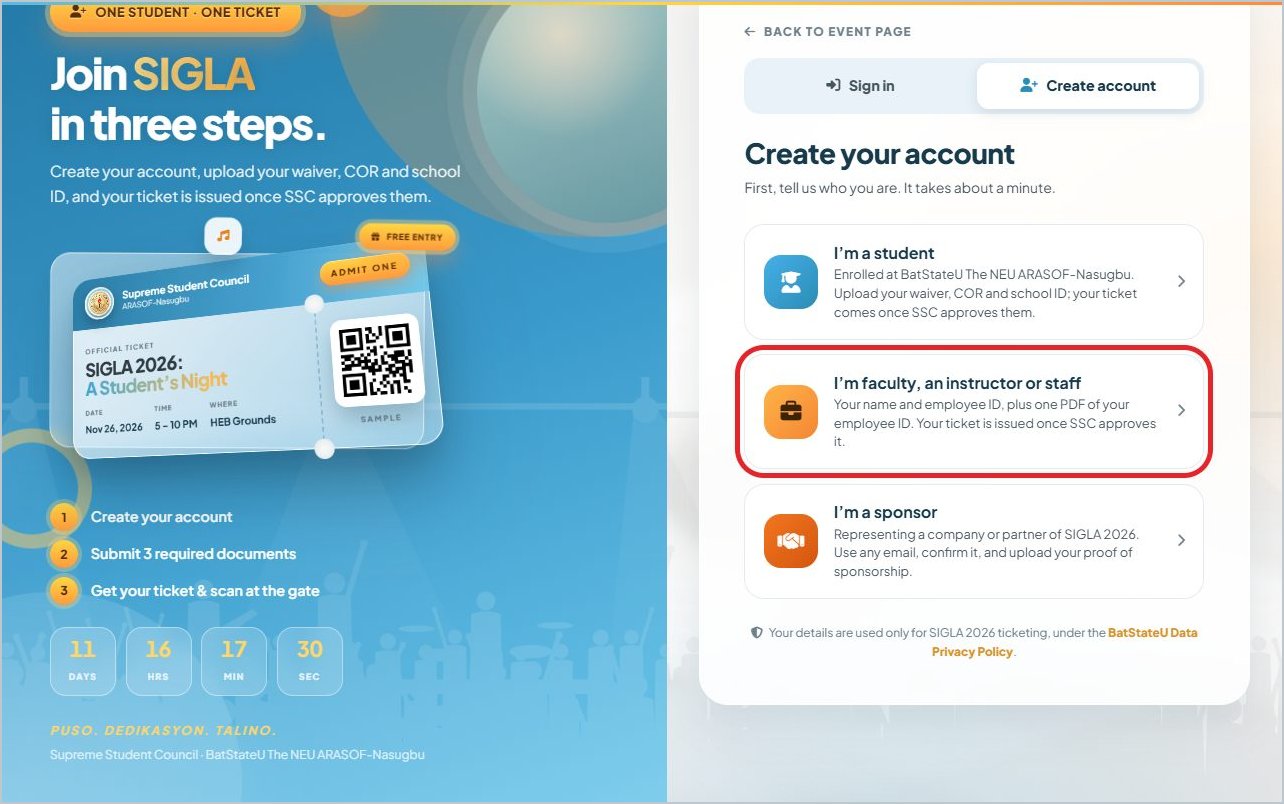 ONE STUDENT · ONE TICKET
Join SIGLA
in three steps.
Create your account, upload your waiver, COR and school
ID, and your ticket is issued once SSC approves them.
FREE ENTRY
ADMIT ONE
Supreme Student Council
ARASOF-Nasugbu
OFFICIAL TICKET
SIGLA 2026:
A Student's Night
DATE
TIME
WHERE
Nov 26, 2026
5 – 10 PM
HEB Grounds
SAMPLE
1 Create your account
2 Submit 3 required documents
3 Get your ticket & scan at the gate
11 16 17 30
DAYS HRS MIN SEC
PUSO. DEDIKASYON. TALINO.
Supreme Student Council · BatStateU The NEU ARASOF-Nasugbu
← BACK TO EVENT PAGE
Sign in
Create account
Create your account
First, tell us who you are. It takes about a minute.
I'm a student
Enrolled at BatStateU The NEU ARASOF-Nasugbu.
Upload your waiver, COR and school ID; your ticket
comes once SSC approves them.
I'm faculty, an instructor or staff
Your name and employee ID, plus one PDF of your
employee ID. Your ticket is issued once SSC approves
it.
I'm a sponsor
Representing a company or partner of SIGLA 2026.
Use any email, confirm it, and upload your proof of
sponsorship.
Your details are used only for SIGLA 2026 ticketing, under the BatStateU Data
Privacy Policy.